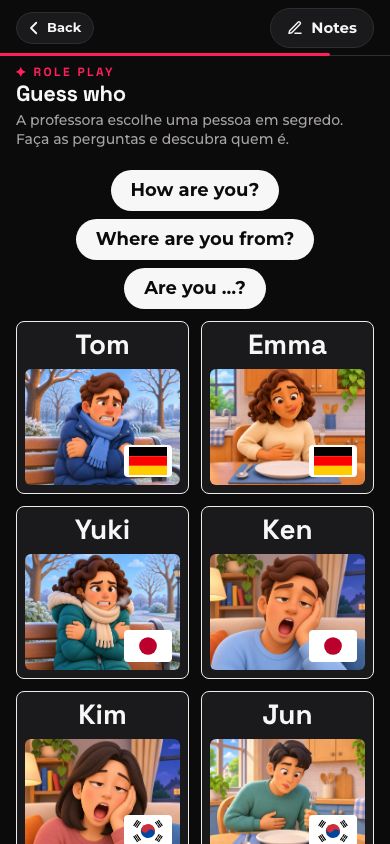 Back
Notes
ROLE PLAY
Guess who
A professora escolhe uma pessoa em segredo.
Faça as perguntas e descubra quem é.
How are you?
Where are you from?
Are you ...?
Tom
Emma
Yuki
Ken
Kim
Jun